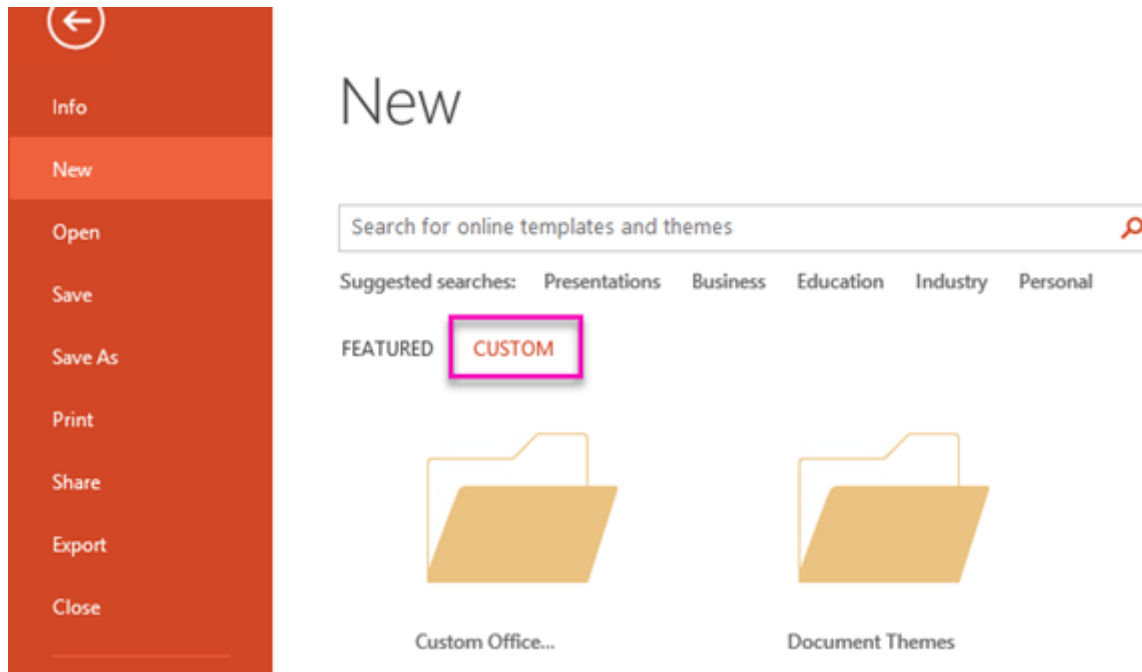 Info
New
Open
Save
Save As
Print
Share
Export
Close
New
Search for online templates and themes
Suggested searches: Presentations Business Education Industry Personal
FEATURED CUSTOM
Custom Office... Document Themes